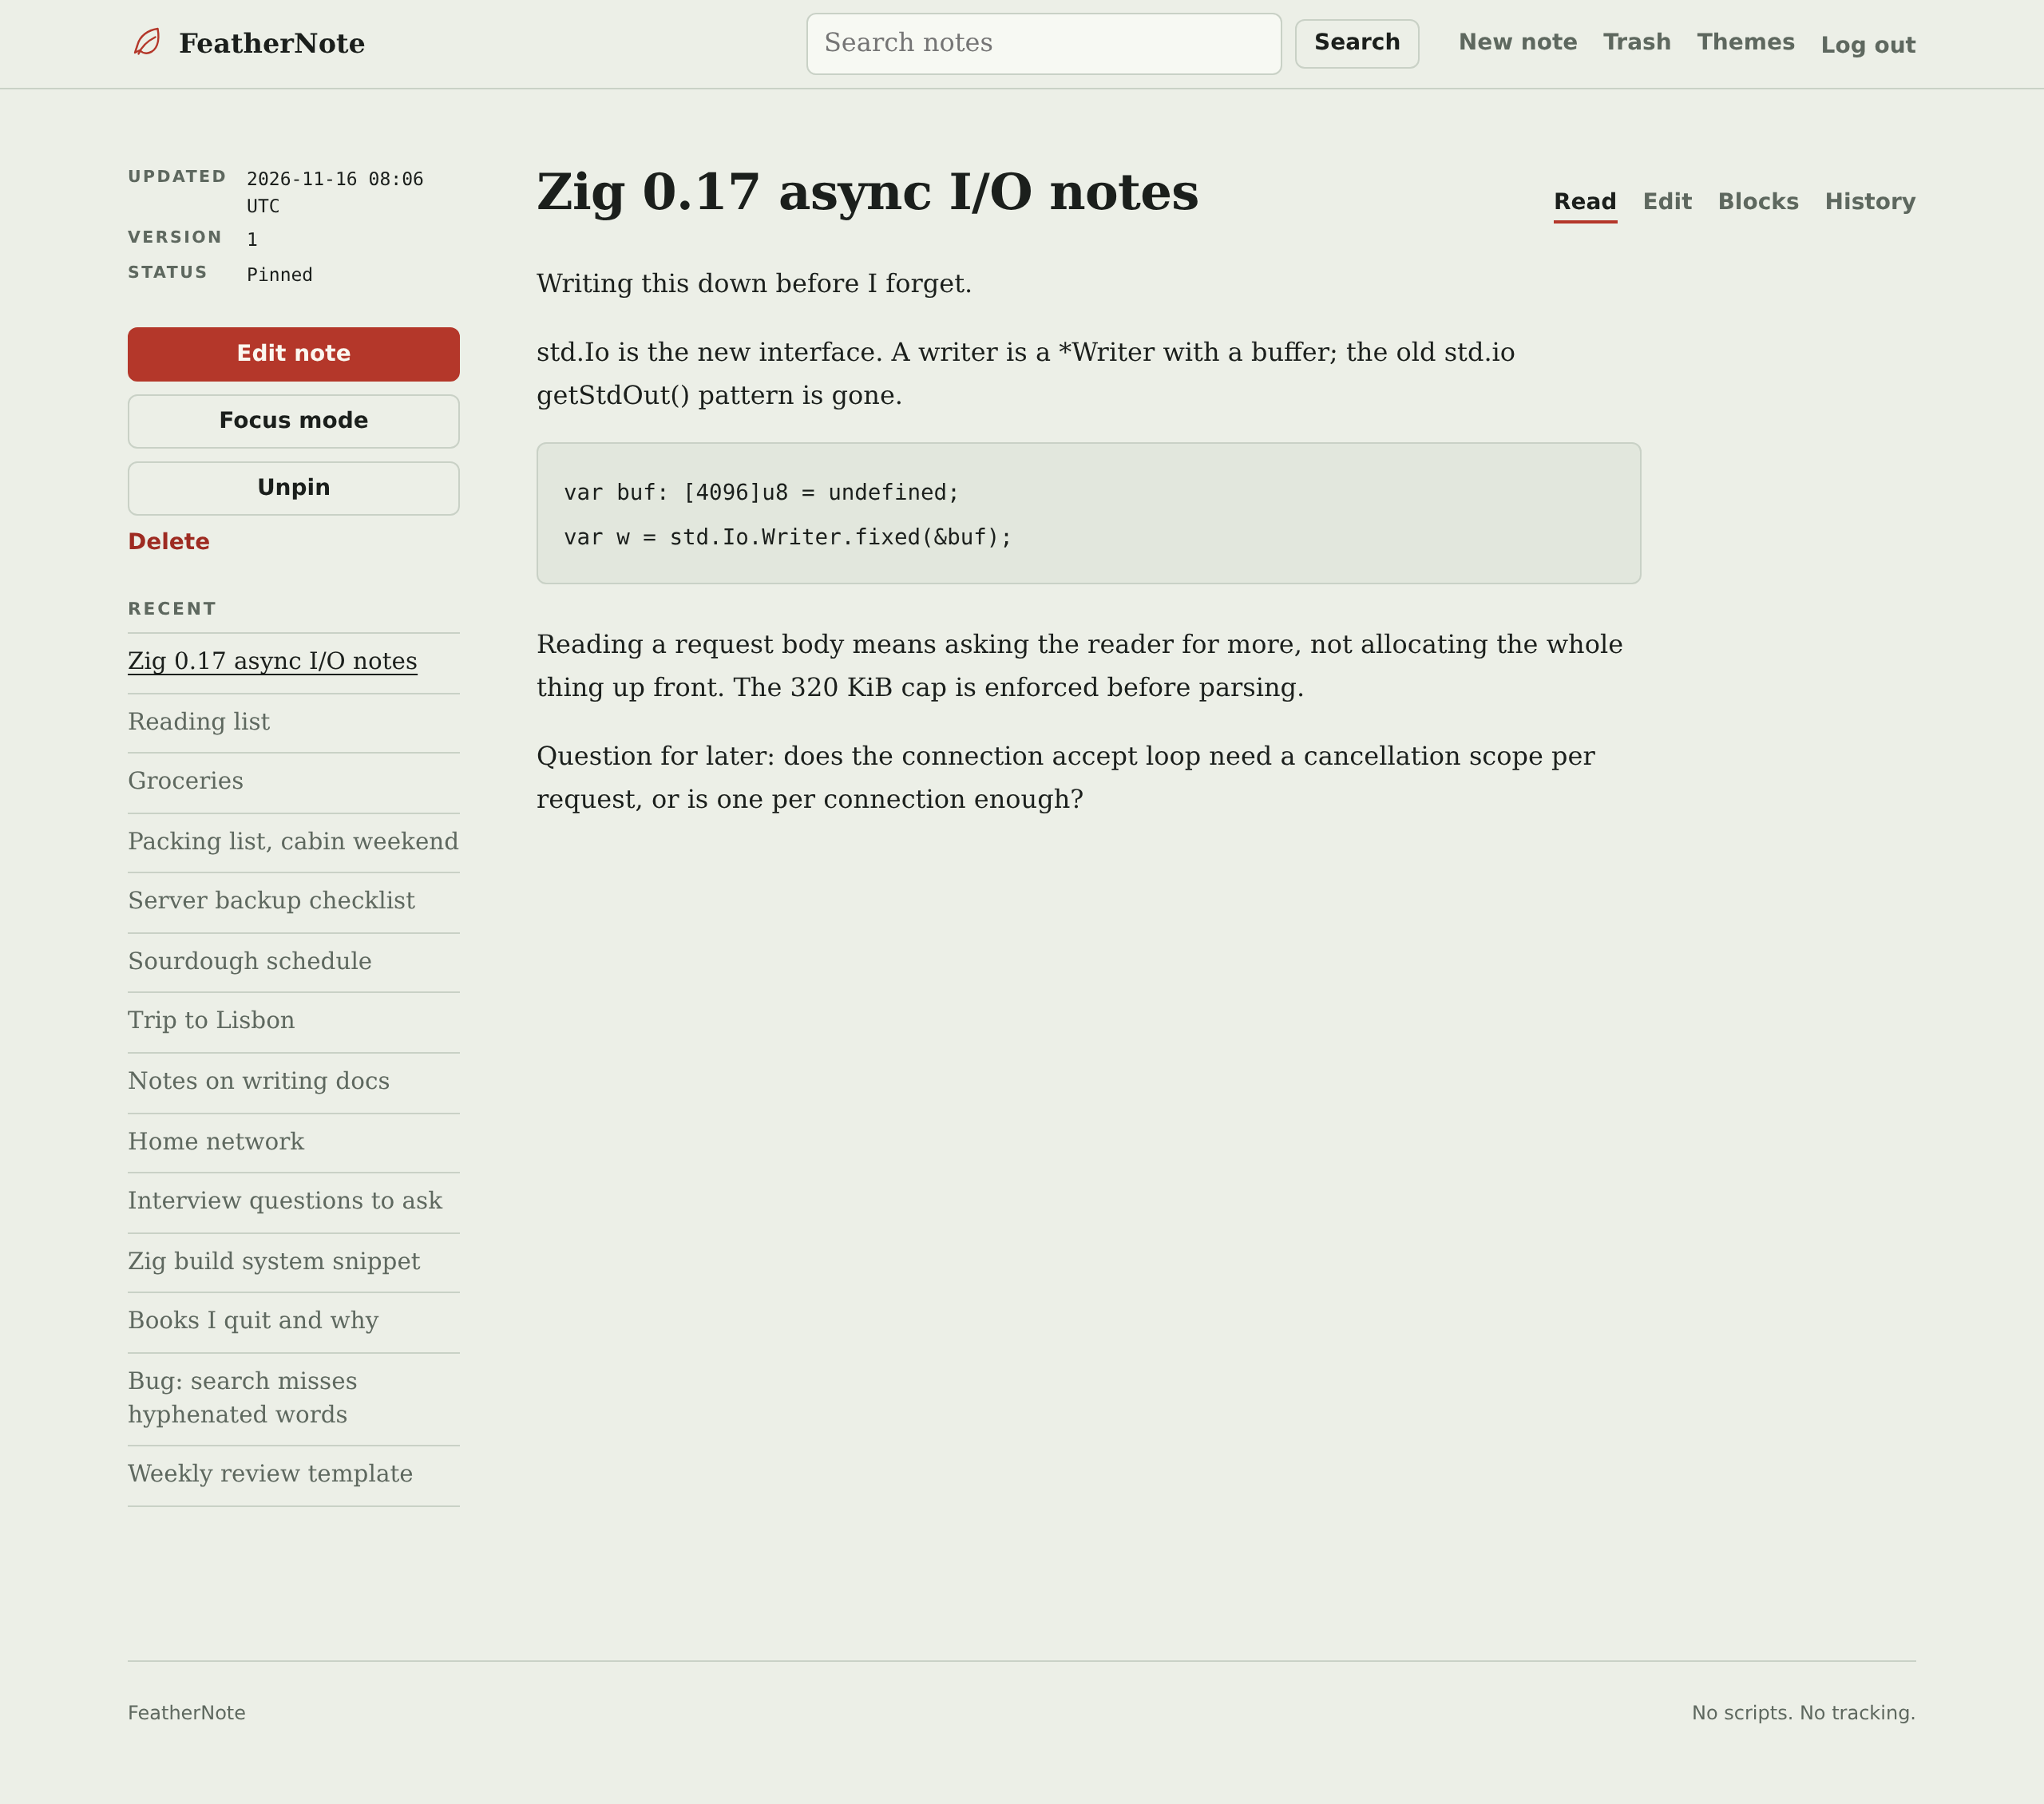 FeatherNote
Search notes
Search
New note
Trash
Themes
Log out
UPDATED 2026-11-16 08:06
UTC
VERSION 1
STATUS Pinned
Edit note
Focus mode
Unpin
Delete
RECENT
Zig 0.17 async I/O notes
Reading list
Groceries
Packing list, cabin weekend
Server backup checklist
Sourdough schedule
Trip to Lisbon
Notes on writing docs
Home network
Interview questions to ask
Zig build system snippet
Books I quit and why
Bug: search misses
hyphenated words
Weekly review template
Zig 0.17 async I/O notes
Read
Edit
Blocks
History
Writing this down before I forget.
std.Io is the new interface. A writer is a *Writer with a buffer; the old std.io
getStdOut() pattern is gone.
var buf: [4096]u8 = undefined;
var w = std.Io.Writer.fixed(&buf);
Reading a request body means asking the reader for more, not allocating the whole
thing up front. The 320 KiB cap is enforced before parsing.
Question for later: does the connection accept loop need a cancellation scope per
request, or is one per connection enough?
FeatherNote
No scripts. No tracking.